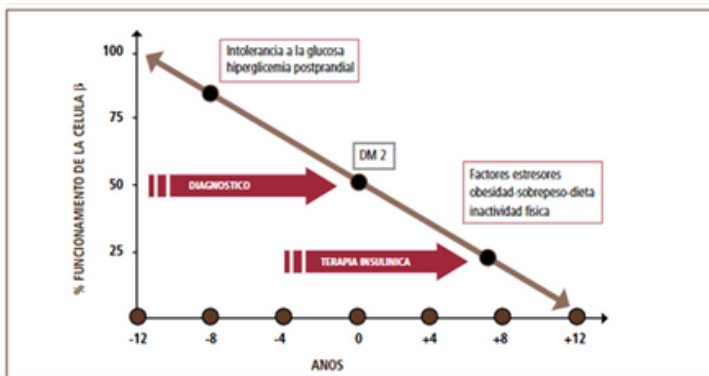 % FUNCIONAMIENTO DE LA CELULA β
100
75
50
25
Intolerancia a la glucosa
hiperglicemia postprandial
DM 2
DIAGNOSTICO
Factores estresores
obesidad-sobrepeso-dieta
inactividad física
TERAPIA INSULINICA
-12 -8 -4 0 +4 +8 +12
ANOS